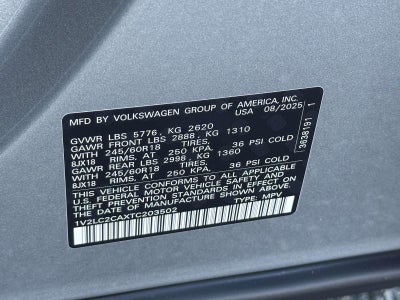 MFD. BY VOLKSWAGEN GROUP OF AMERICA, INC.
USA 08/2025
GVWR LBS 5776, KG 2620
GAWR FRONT LBS 2888, KG 1310
WITH 245/60R18 TIRES,
8JX18 RIMS, AT 250 KPA, 36 PSI COLD
GAWR REAR LBS 2998, KG 1360
WITH 245/60R18 TIRES,
8JX18 RIMS, AT 250 KPA, 36 PSI COLD
THIS VEHICLE CONFORMS TO ALL APPLICABLE
U.S. FEDERAL MOTOR VEHICLE SAFETY AND
THEFT PREVENTION STANDARDS IN EFFECT ON THE
DATE OF MANUFACTURE SHOWN ABOVE.
1V2LC2CAXTC203502 TYPE: MPV
3638191 1